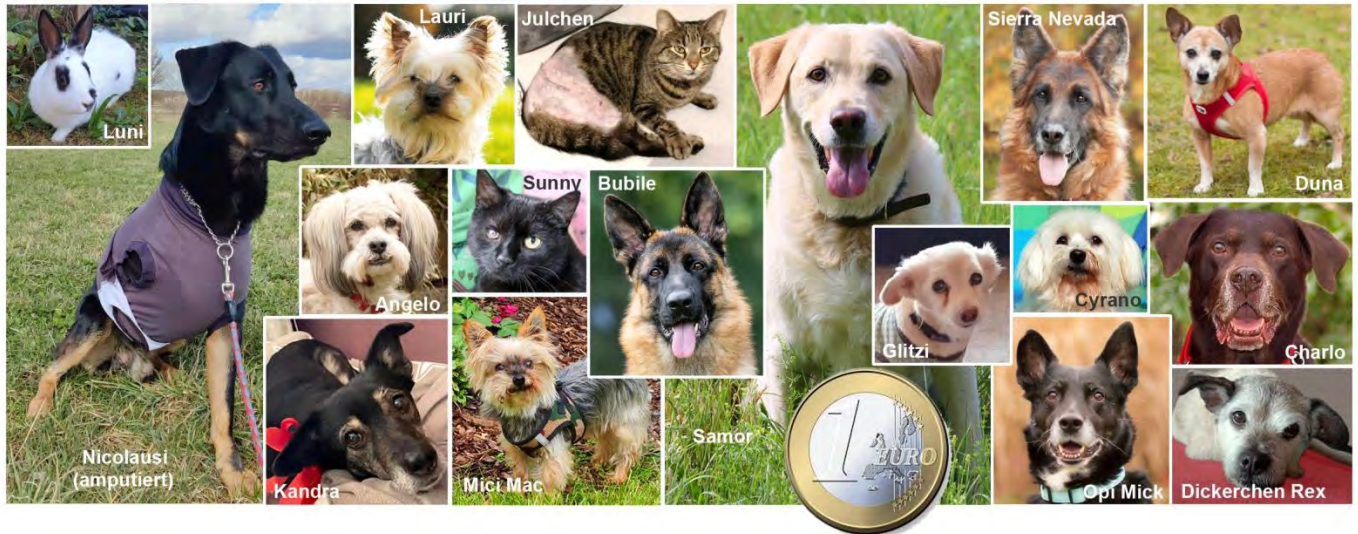 Luni
Nicolausi
(amputiert)
Lauri
Julchen
Angelo
Sunny
Bubile
Kandra
Mici Mac
Samor
1 EURO
Glitzi
Sierra Nevada
Duna
Cyrano
Charlo
Opi Mick
Dickerchen Rex